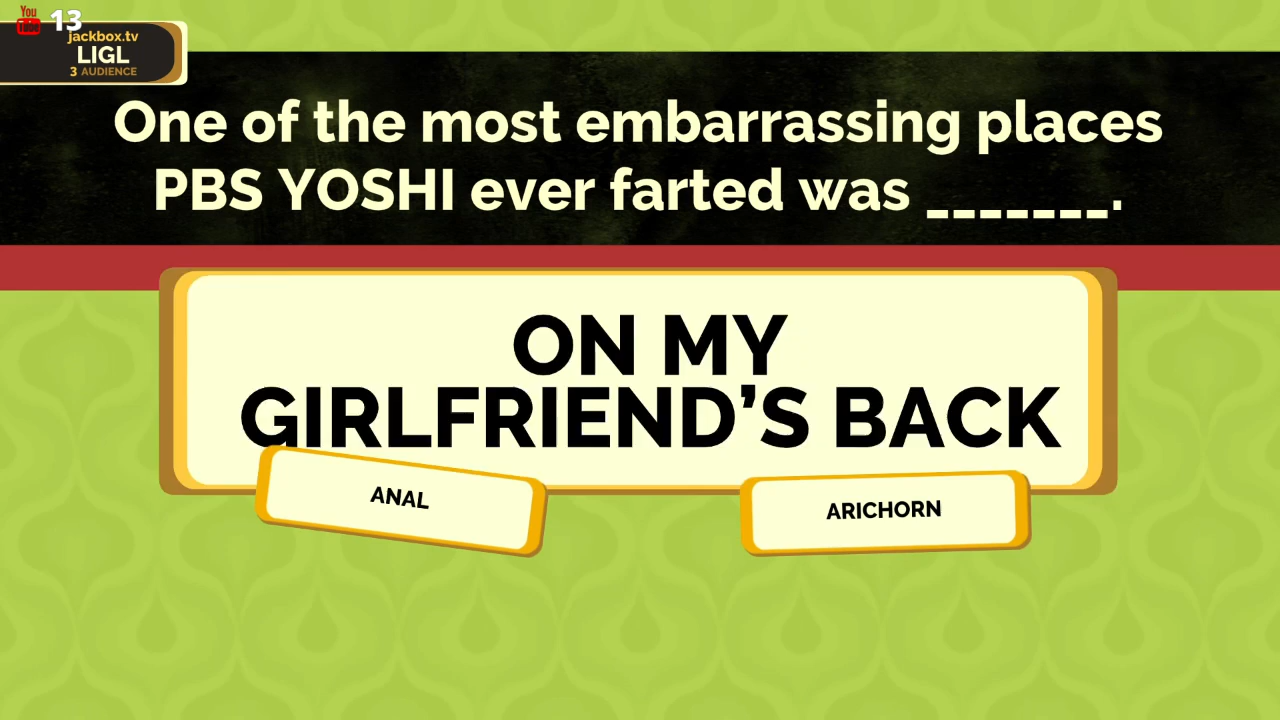 You
Tube 13
jackbox.tv
LIGL
3 AUDIENCE
One of the most embarrassing places
PBS YOSHI ever farted was _______.
ON MY
GIRLFRIEND’S BACK
ANAL
ARICHORN